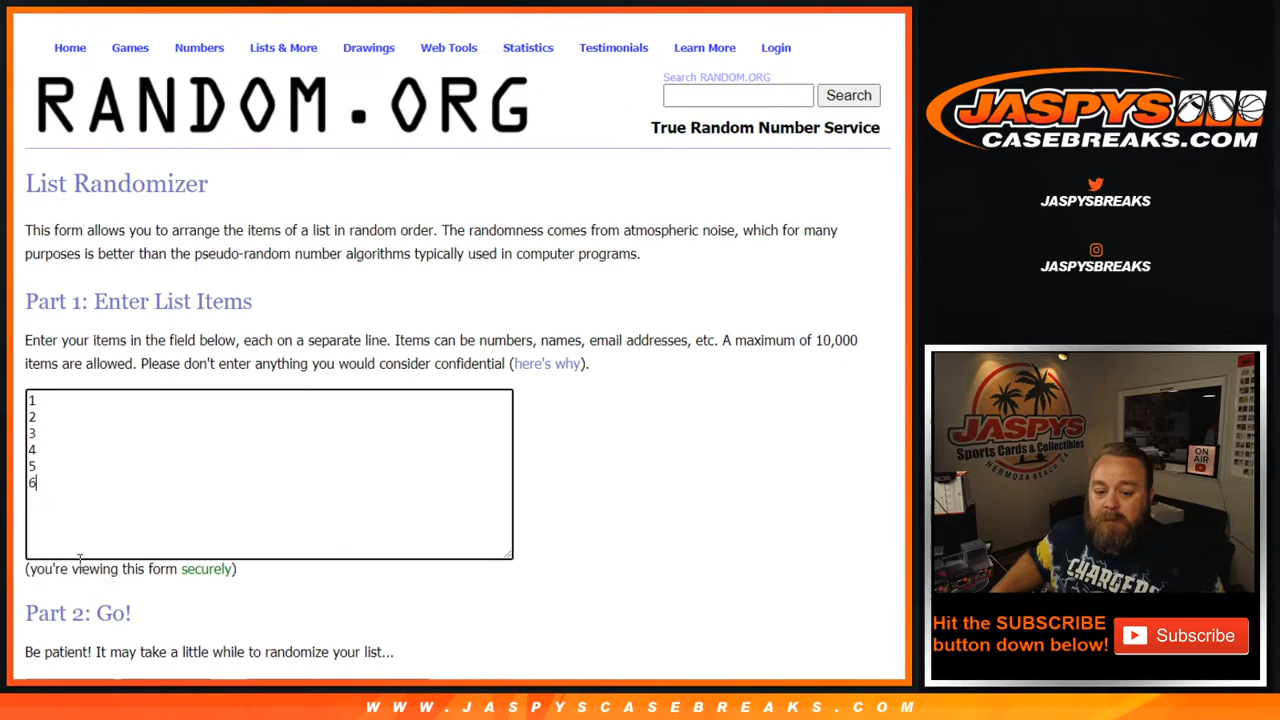 Home Games Numbers Lists & More Drawings Web Tools Statistics Testimonials Learn More Login
RANDOM.ORG
Search RANDOM.ORG
Search
True Random Number Service
List Randomizer
This form allows you to arrange the items of a list in random order. The randomness comes from atmospheric noise, which for many
purposes is better than the pseudo-random number algorithms typically used in computer programs.
Part 1: Enter List Items
Enter your items in the field below, each on a separate line. Items can be numbers, names, email addresses, etc. A maximum of 10,000
items are allowed. Please don't enter anything you would consider confidential (here's why).
1
2
3
4
5
6
(you're viewing this form securely)
Part 2: Go!
Be patient! It may take a little while to randomize your list...
JASPYS
CASEBREAKS.COM
JASPYSBREAKS
JASPYSBREAKS
JASPYS
Sports Cards & Collectibles
HERMOSA BEACH, CA
ON AIR
CHARGERS
Hit the SUBSCRIBE
button down below!
Subscribe
WWW.JASPYSCASEBREAKS.COM